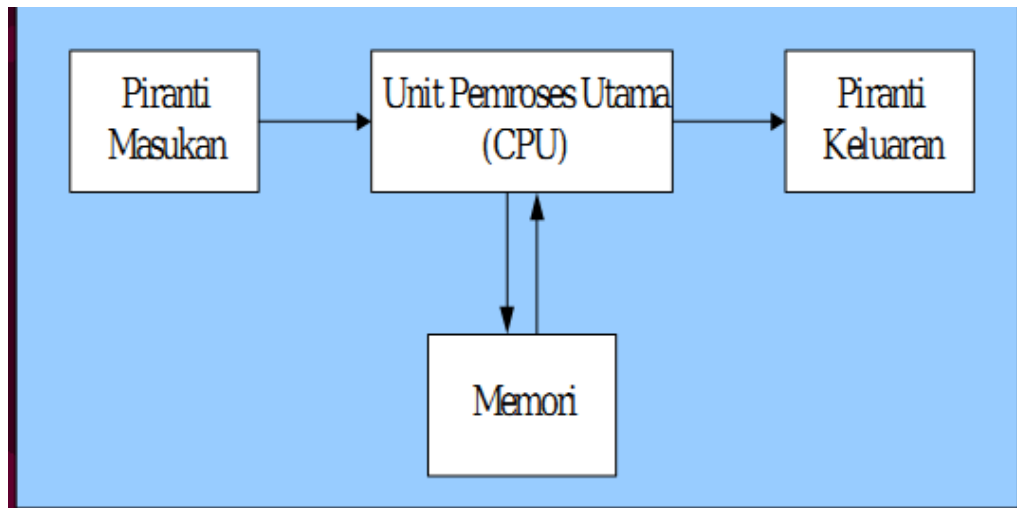 Piranti
Masukan
Unit Pemroses Utama
(CPU)
Piranti
Keluaran
Memori